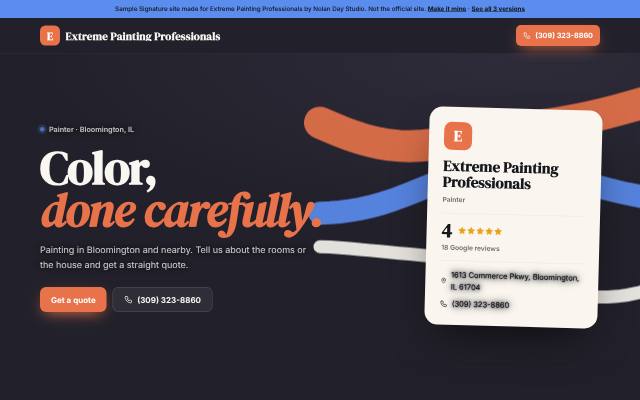 Sample Signature site made for Extreme Painting Professionals by Nolan Day Studio. Not the official site. Make it mine · See all 3 versions
E Extreme Painting Professionals
(309) 323-8860
Painter · Bloomington, IL
Color,
done carefully.
Painting in Bloomington and nearby. Tell us about the rooms or
the house and get a straight quote.
Get a quote
(309) 323-8860
E
Extreme Painting
Professionals
Painter
4 ★★★★★
18 Google reviews
1613 Commerce Pkwy, Bloomington,
IL 61704
(309) 323-8860